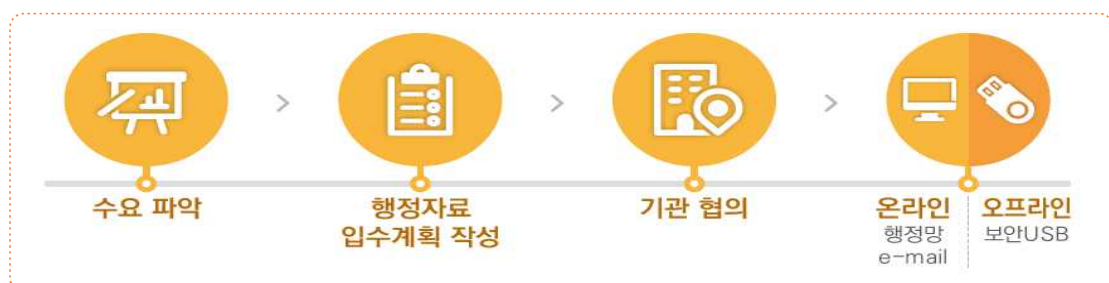 수요 파악
행정자료
입수계획 작성
기관 협의
온라인
행정망
e-mail
오프라인
보안USB